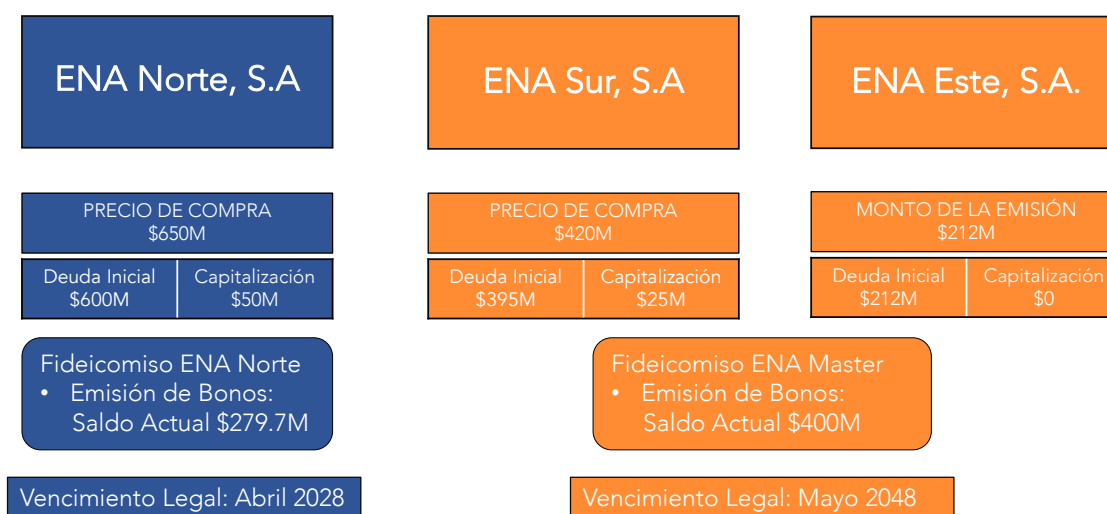 ENA Norte, S.A
ENA Sur, S.A
ENA Este, S.A.
PRECIO DE COMPRA
$650M
PRECIO DE COMPRA
$420M
MONTO DE LA EMISIÓN
$212M
Deuda Inicial
$600M
Capitalización
$50M
Deuda Inicial
$395M
Capitalización
$25M
Deuda Inicial
$212M
Capitalización
$0
Fideicomiso ENA Norte
• Emisión de Bonos:
Saldo Actual $279.7M
Fideicomiso ENA Master
• Emisión de Bonos:
Saldo Actual $400M
Vencimiento Legal: Abril 2028
Vencimiento Legal: Mayo 2048